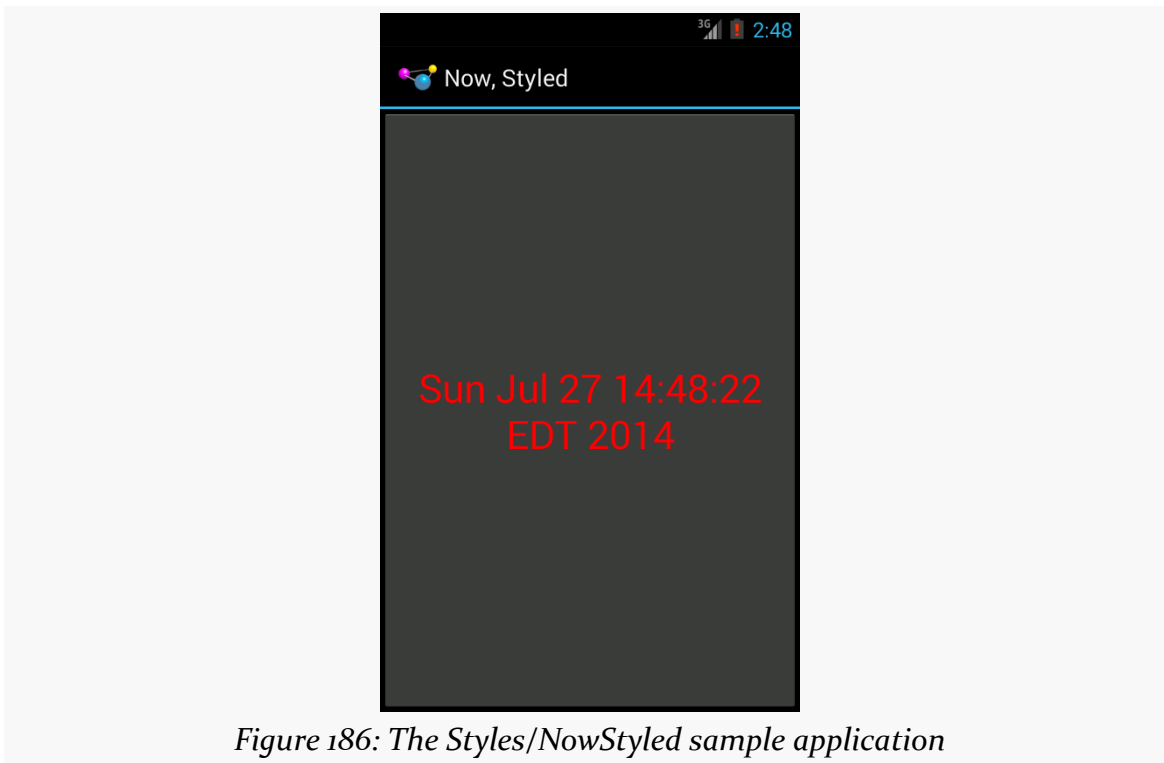 3G 2:48
Now, Styled
Sun Jul 27 14:48:22
EDT 2014
Figure 186: The Styles/NowStyled sample application